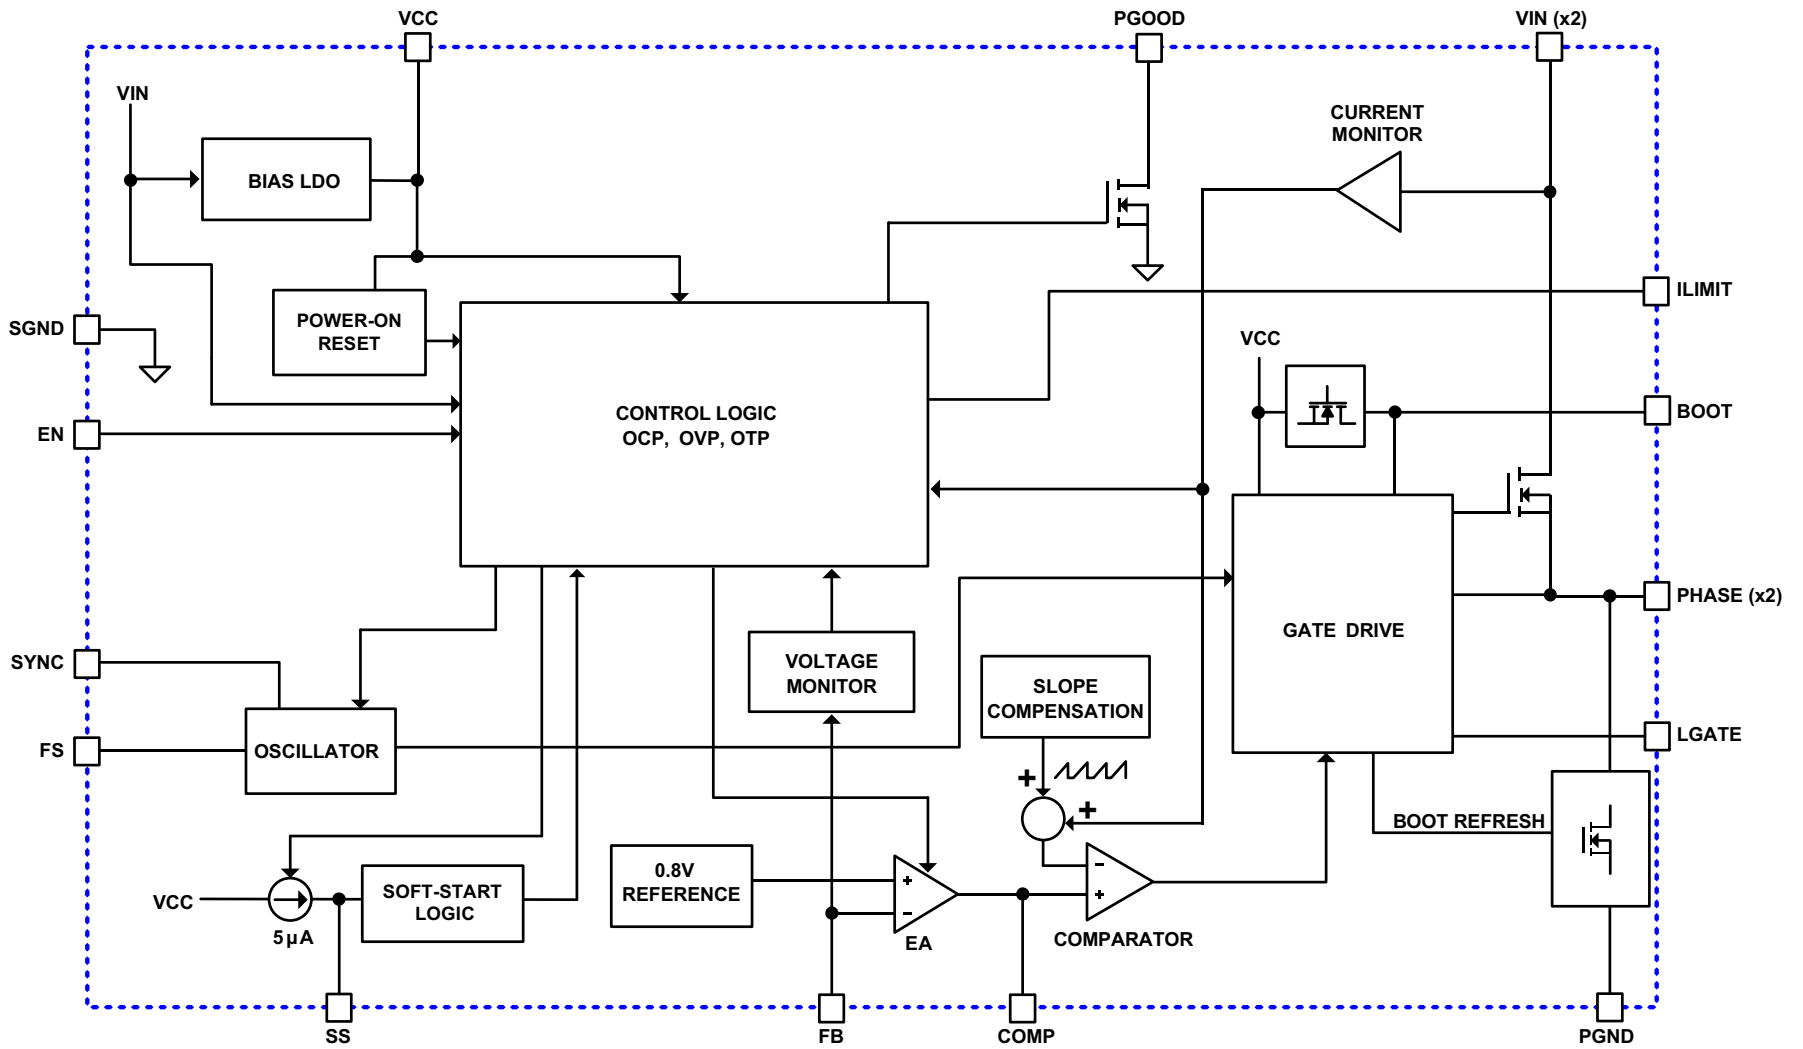 VCC
PGOOD
VIN (x2)
VIN
CURRENT
MONITOR
BIAS LDO
ILIMIT
SGND
POWER-ON
RESET
VCC
CONTROL LOGIC
OCP, OVP, OTP
BOOT
EN
PHASE (x2)
GATE DRIVE
SYNC
VOLTAGE
MONITOR
SLOPE
COMPENSATION
FS
OSCILLATOR
LGATE
+
+
BOOT REFRESH
0.8V
REFERENCE
+
−
EA
−
+
COMPARATOR
VCC
5µA
SOFT-START
LOGIC
SS
FB
COMP
PGND